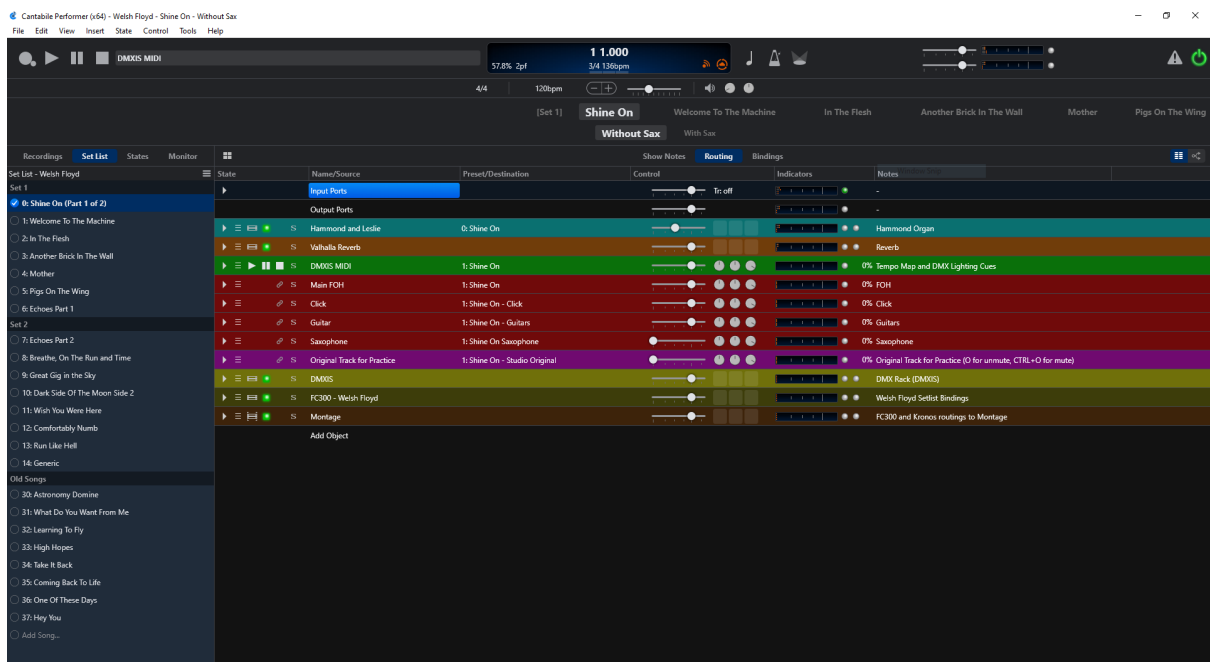 Cantabile Performer (x64) - Welsh Floyd - Shine On - Without Sax
File Edit View Insert State Control Tools Help
DMXIS MIDI
1 1.000
57.8% 2pf 3/4 136bpm
4/4 120bpm
[Set 1] Shine On Welcome To The Machine In The Flesh Another Brick In The Wall Mother Pigs On The Wing
Without Sax With Sax
Recordings Set List States Monitor Show Notes Routing Bindings
Set List - Welsh Floyd State Name/Source Preset/Destination Control Indicators Notes
Set 1
0: Shine On (Part 1 of 2)
1: Welcome To The Machine
2: In The Flesh
3: Another Brick In The Wall
4: Mother
5: Pigs On The Wing
6: Echoes Part 1
Set 2
7: Echoes Part 2
8: Breathe, On The Run and Time
9: Great Gig in the Sky
10: Dark Side Of The Moon Side 2
11: Wish You Were Here
12: Comfortably Numb
13: Run Like Hell
14: Generic
Old Songs
30: Astronomy Domine
31: What Do You Want From Me
32: Learning To Fly
33: High Hopes
34: Take It Back
35: Coming Back To Life
36: One Of These Days
37: Hey You
Add Song...
Input Ports Tr: off -
Output Ports -
S Hammond and Leslie 0: Shine On Hammond Organ
S Valhalla Reverb Reverb
S DMXIS MIDI 1: Shine On 0% Tempo Map and DMX Lighting Cues
S Main FOH 1: Shine On 0% FOH
S Click 1: Shine On - Click 0% Click
S Guitar 1: Shine On - Guitars 0% Guitars
S Saxophone 1: Shine On Saxophone 0% Saxophone
S Original Track for Practice 1: Shine On - Studio Original 0% Original Track for Practice (O for unmute, CTRL+O for mute)
S DMXIS DMX Rack (DMXIS)
S FC300 - Welsh Floyd Welsh Floyd Setlist Bindings
S Montage FC300 and Kronos routings to Montage
Add Object